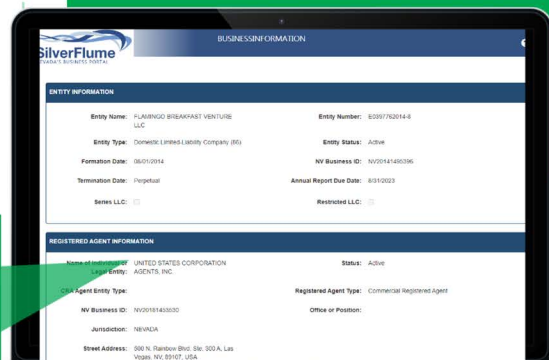 SilverFlume
NEVADA'S BUSINESS PORTAL
BUSINESSINFORMATION
ENTITY INFORMATION
Entity Name: FLAMINGO BREAKFAST VENTURE LLC
Entity Number: E0397762014-8
Entity Type: Domestic Limited-Liability Company (86)
Entity Status: Active
Formation Date: 08/01/2014
NV Business ID: NV20141495396
Termination Date: Perpetual
Annual Report Due Date: 8/31/2023
Series LLC:
Restricted LLC:
REGISTERED AGENT INFORMATION
Name of Individual or Legal Entity: UNITED STATES CORPORATION AGENTS, INC.
Status: Active
CRA Agent Entity Type:
Registered Agent Type: Commercial Registered Agent
NV Business ID:
Office or Position:
Jurisdiction: NEVADA
Street Address: 500 N. Rainbow Blvd. Ste. 300 A, Las Vegas, NV, 89107, USA